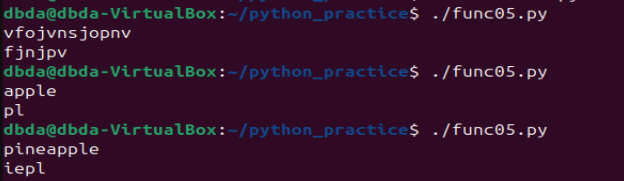 dbda@dbda-VirtualBox:~/python_practice$ ./func05.py
vfojvnsjopnv
fjnjpv
dbda@dbda-VirtualBox:~/python_practice$ ./func05.py
apple
pl
dbda@dbda-VirtualBox:~/python_practice$ ./func05.py
pineapple
iepl